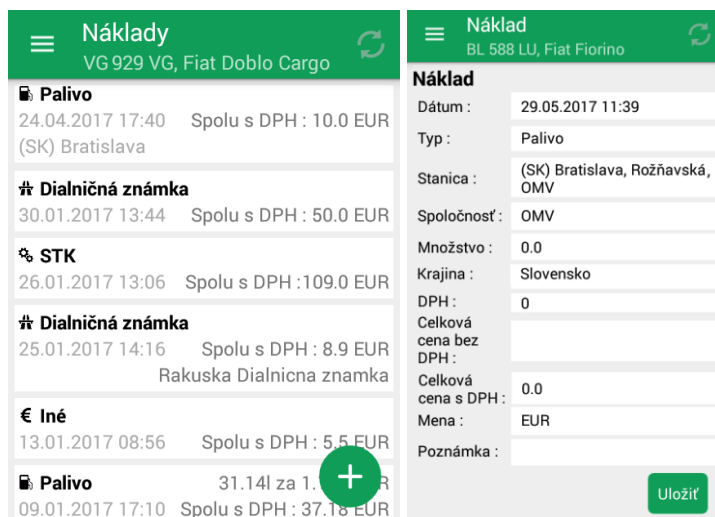 Náklady
VG 929 VG, Fiat Doblo Cargo
Palivo
24.04.2017 17:40 Spolu s DPH : 10.0 EUR
(SK) Bratislava
Dialničná známka
30.01.2017 13:44 Spolu s DPH : 50.0 EUR
STK
26.01.2017 13:06 Spolu s DPH :109.0 EUR
Dialničná známka
25.01.2017 14:16 Spolu s DPH : 8.9 EUR
Rakuska Dialnicna znamka
€ Iné
13.01.2017 08:56 Spolu s DPH : 5.5 EUR
Palivo 31.14l za
09.01.2017 17:10 Spolu s DPH : 37.18 EUR
Náklad
BL 588 LU, Fiat Fiorino
Náklad
Dátum : 29.05.2017 11:39
Typ : Palivo
Stanica : (SK) Bratislava, Rožňavská,
OMV
Spoločnosť : OMV
Množstvo : 0.0
Krajina : Slovensko
DPH : 0
Celková
cena bez
DPH :
Celková
cena s DPH : 0.0
Mena : EUR
Poznámka :
Uložiť